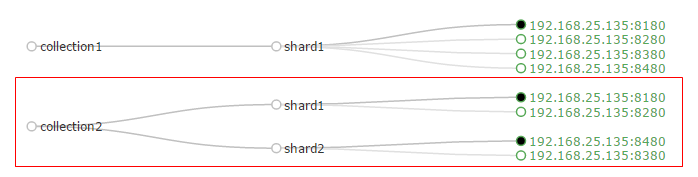 collection1
shard1
192.168.25.135:8180
192.168.25.135:8280
192.168.25.135:8380
192.168.25.135:8480
collection2
shard1
192.168.25.135:8180
192.168.25.135:8280
shard2
192.168.25.135:8480
192.168.25.135:8380